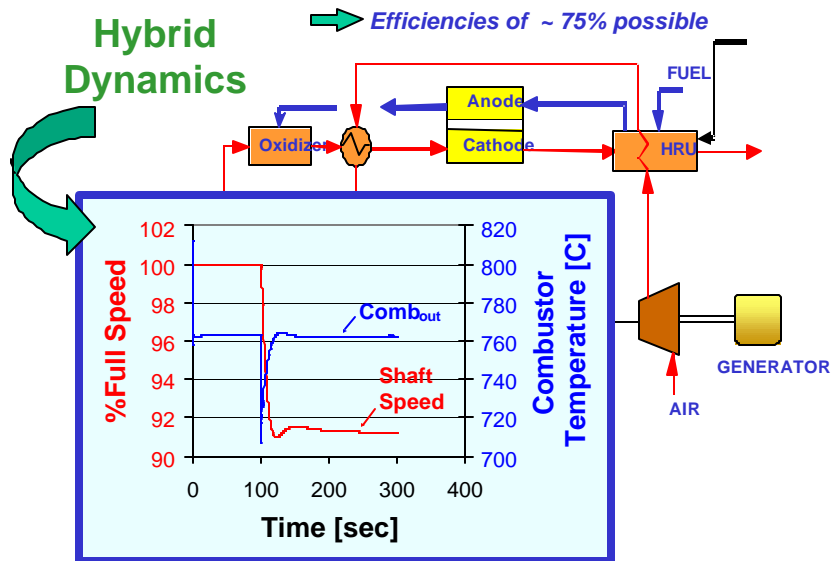 Hybrid
Dynamics
Efficiencies of ~ 75% possible
FUEL
Anode
Oxidizer
Cathode
HRU
102
100
98
96
94
92
90
%Full Speed
820
800
780
760
740
720
700
Combustor
Temperature [C]
Comb out
Shaft
Speed
0 100 200 300 400
Time [sec]
GENERATOR
AIR